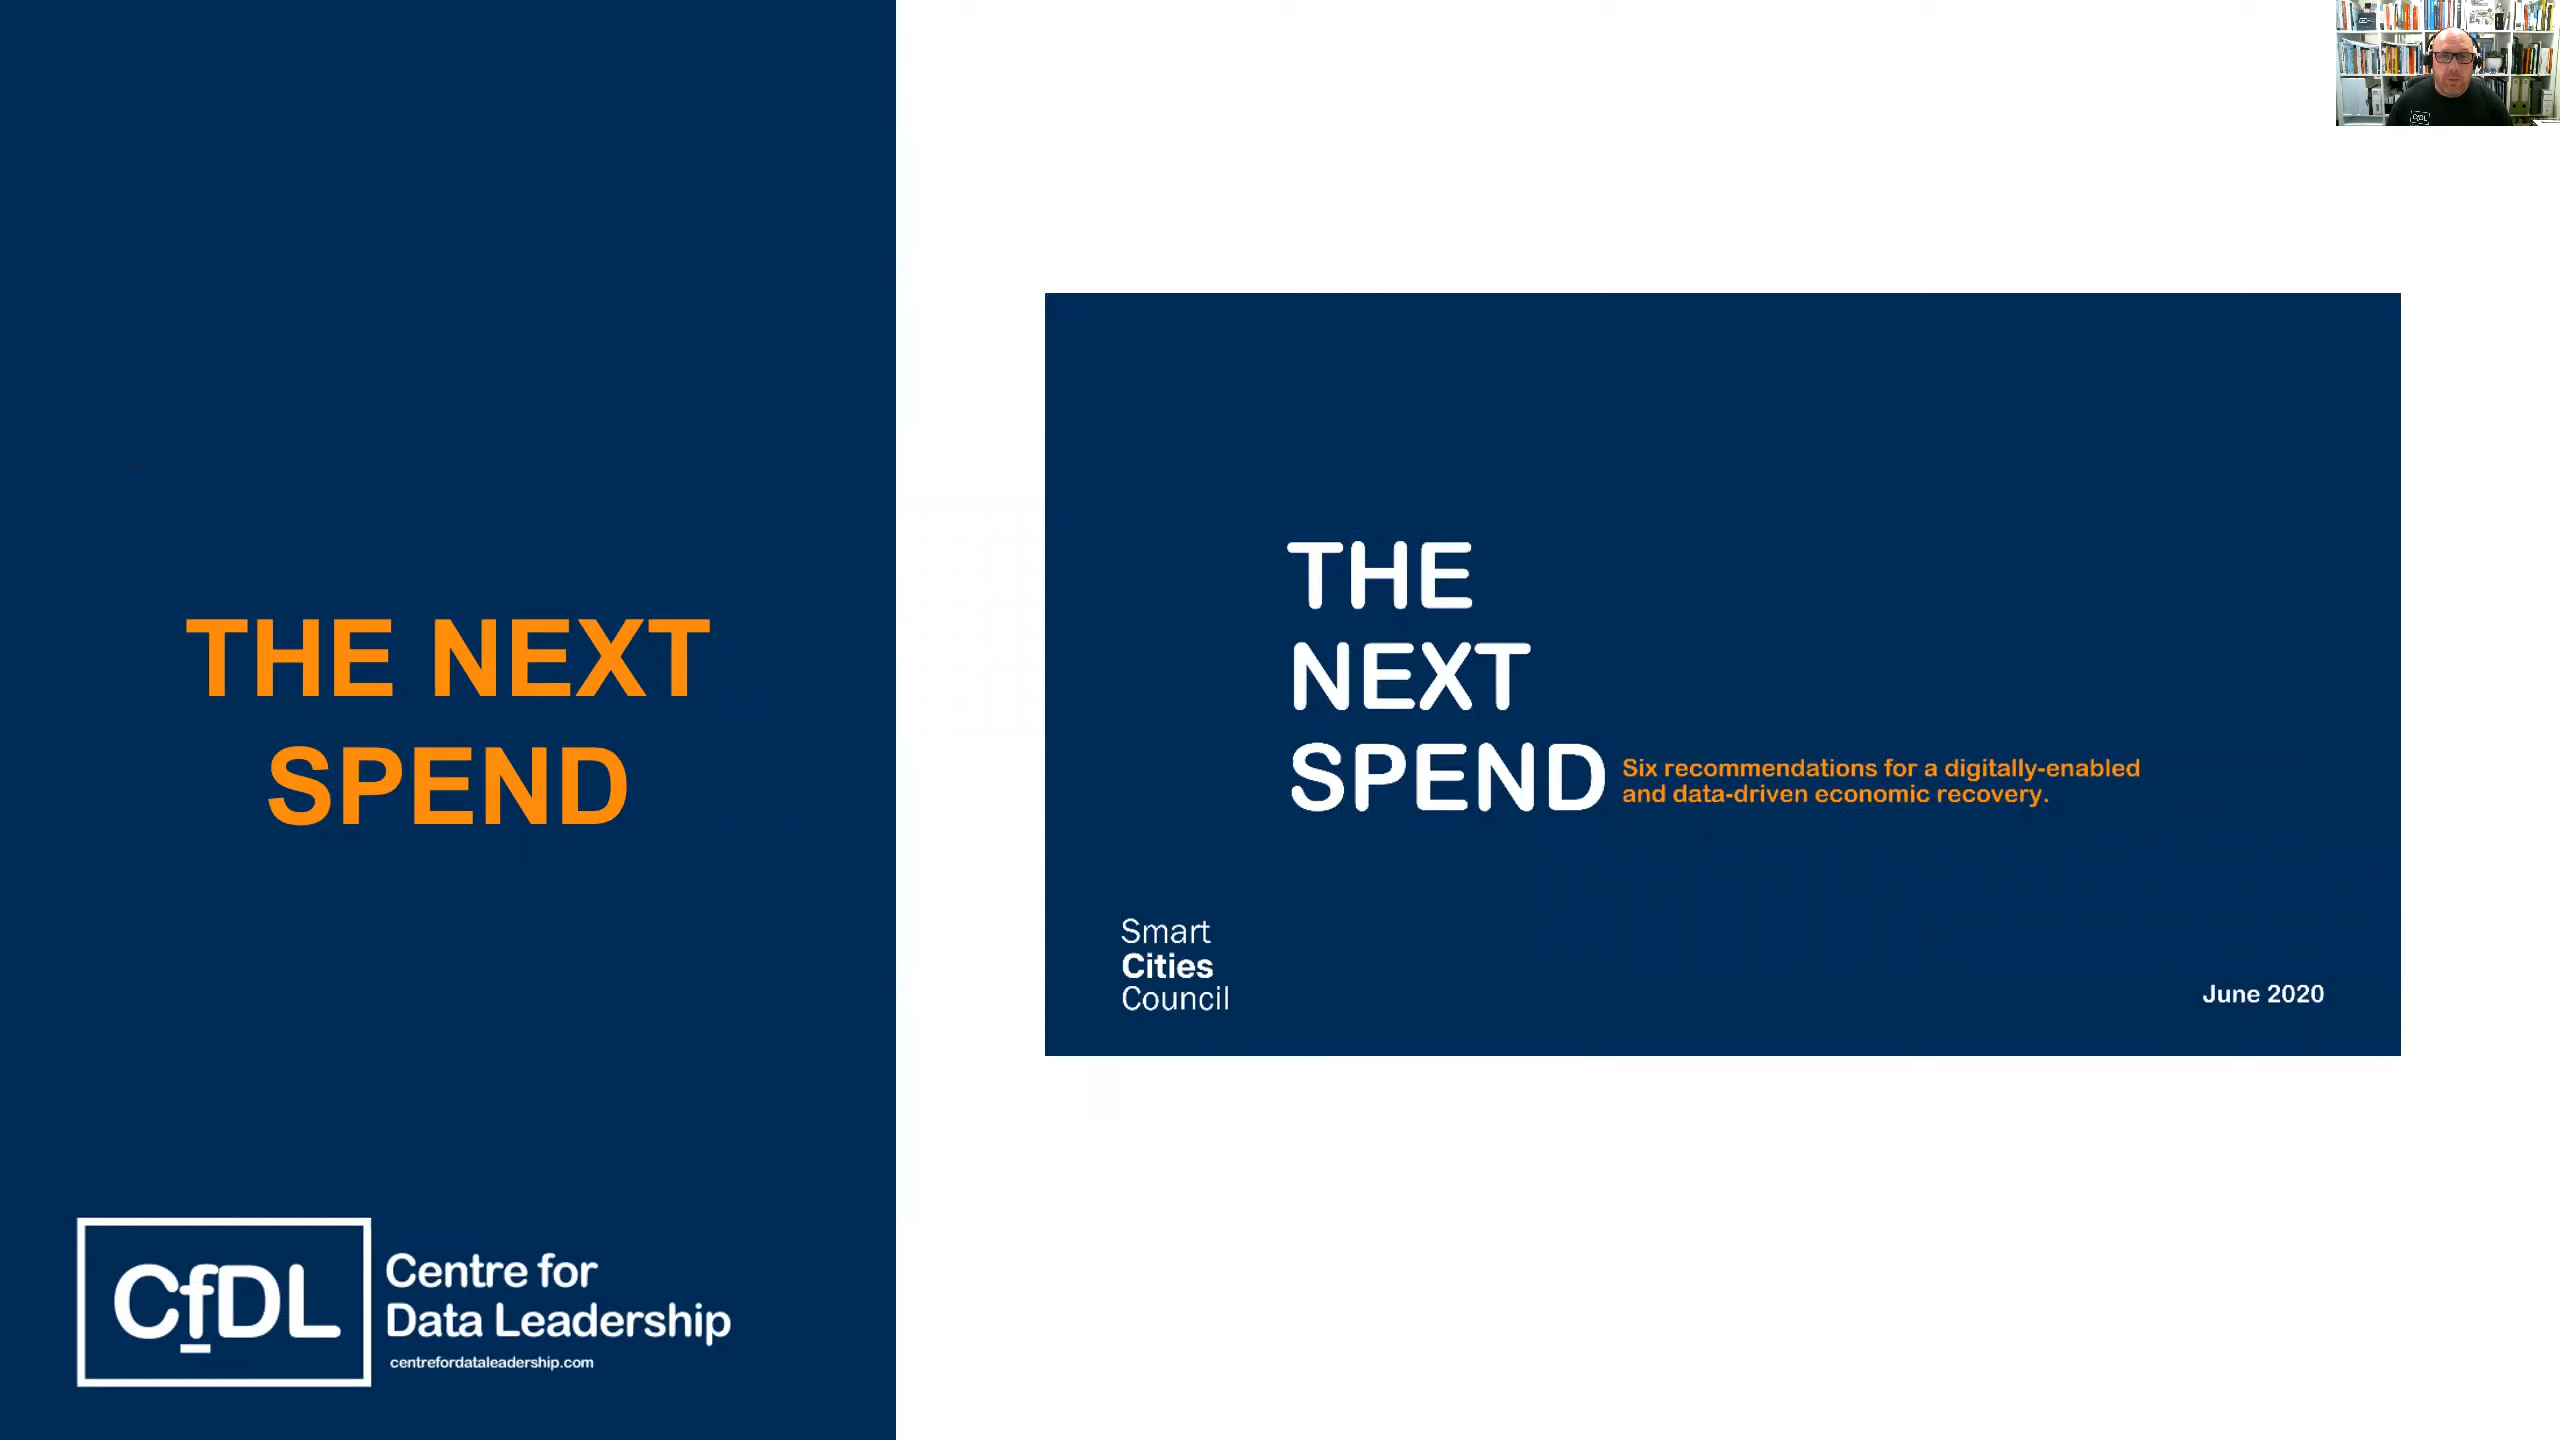 THE NEXT
SPEND
CfDL
Centre for
Data Leadership
centrefordataleadership.com
THE
NEXT
SPEND
Six recommendations for a digitally-enabled
and data-driven economic recovery.
Smart
Cities
Council
June 2020
CfDL